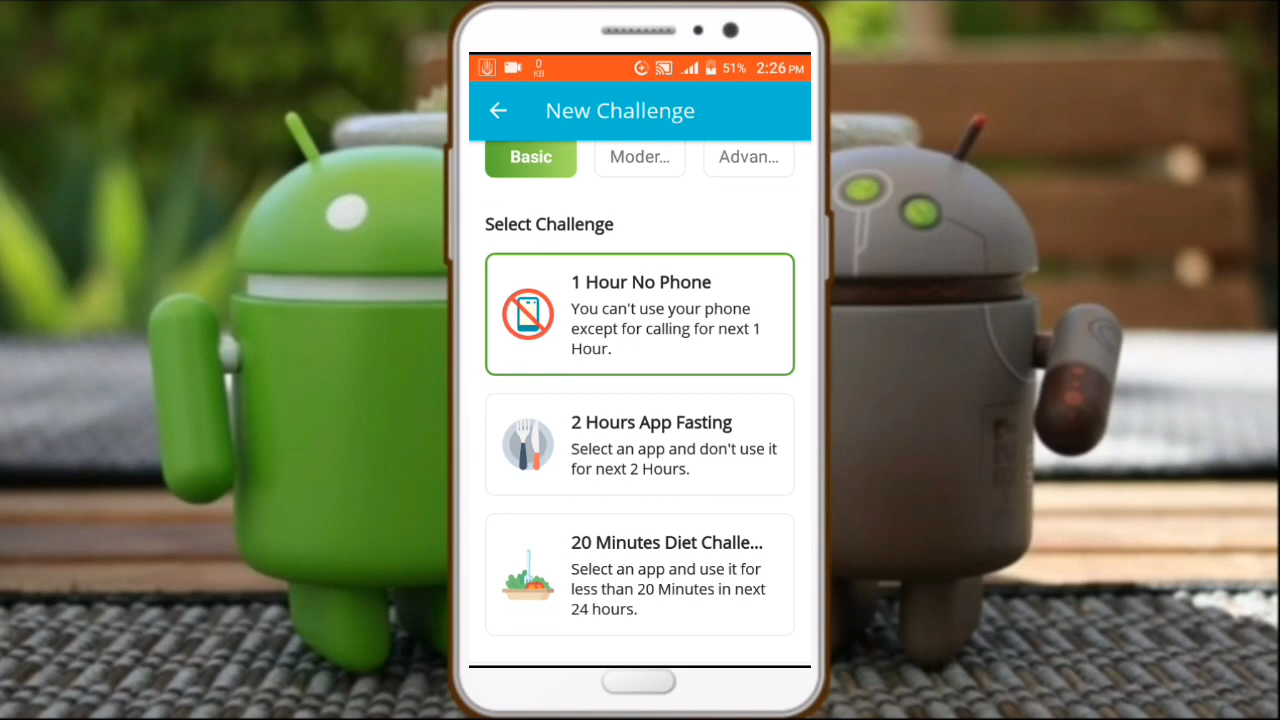 0
KB
51% 2:26 PM
New Challenge
Basic Moder... Advan...
Select Challenge
1 Hour No Phone
You can't use your phone
except for calling for next 1
Hour.
2 Hours App Fasting
Select an app and don't use it
for next 2 Hours.
20 Minutes Diet Challe...
Select an app and use it for
less than 20 Minutes in next
24 hours.